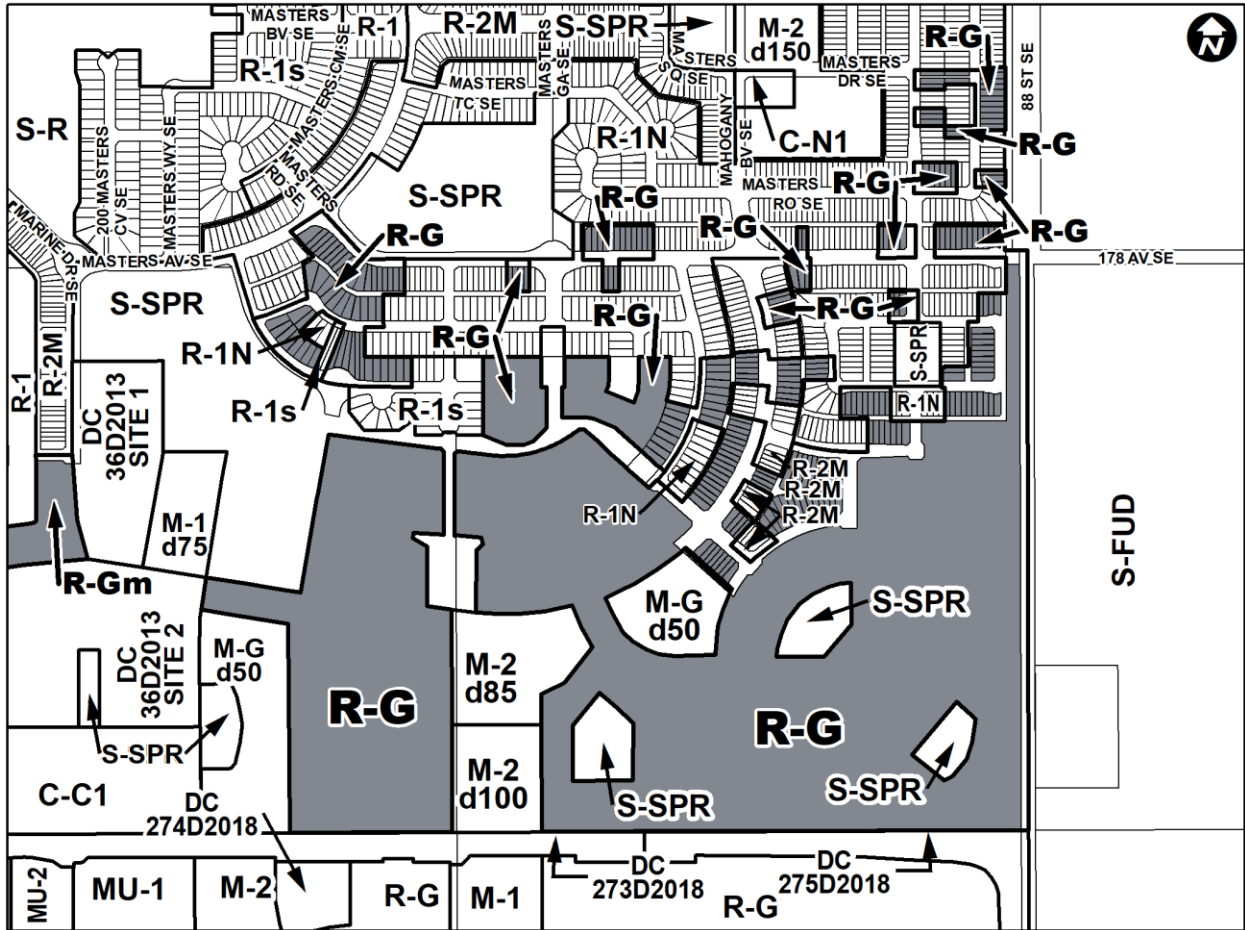 MASTERS
BV SE
R-1
R-2M
S-SPR
M-2
d150
R-G
N
R-1s
MASTERS CM SE
MASTERS
GA SE
MASTERS
SQ SE
MASTERS
TC SE
MASTERS
DR SE
88 ST SE
S-R
200 MASTERS
CV SE
MASTERS WY SE
MASTERS
RD SE
R-1N
MAHOGANY
BV SE
C-N1
R-G
S-SPR
R-G
MASTERS
RO SE
R-G
R-G
R-G
R-G
MARINE DR SE
MASTERS AV SE
178 AV SE
S-SPR
R-G
R-G
R-G
R-1N
S-SPR
R-1
R-2M
DC
36D2013
SITE 1
R-1s
R-1s
R-1N
R-2M
R-2M
R-2M
R-1N
M-1
d75
S-FUD
R-Gm
M-G
d50
S-SPR
DC
36D2013
SITE 2
M-G
d50
M-2
d85
R-G
R-G
S-SPR
C-C1
M-2
d100
S-SPR
S-SPR
DC
274D2018
DC
273D2018
DC
275D2018
MU-2
MU-1
M-2
R-G
M-1
R-G